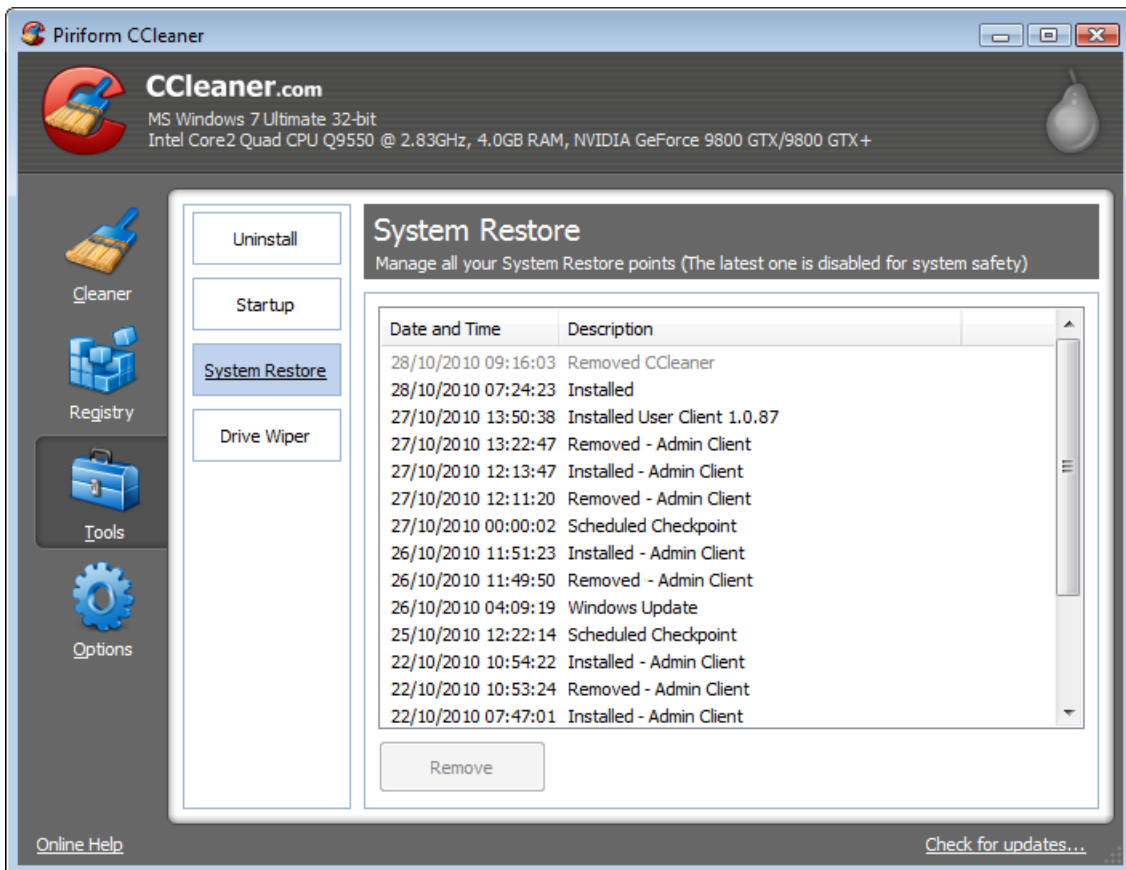 Piriform CCleaner
CCleaner.com
MS Windows 7 Ultimate 32-bit
Intel Core2 Quad CPU Q9550 @ 2.83GHz, 4.0GB RAM, NVIDIA GeForce 9800 GTX/9800 GTX+
Cleaner
Registry
Tools
Options
Uninstall
Startup
System Restore
Drive Wiper
System Restore
Manage all your System Restore points (The latest one is disabled for system safety)
Date and Time Description
28/10/2010 09:16:03 Removed CCleaner
28/10/2010 07:24:23 Installed
27/10/2010 13:50:38 Installed User Client 1.0.87
27/10/2010 13:22:47 Removed - Admin Client
27/10/2010 12:13:47 Installed - Admin Client
27/10/2010 12:11:20 Removed - Admin Client
27/10/2010 00:00:02 Scheduled Checkpoint
26/10/2010 11:51:23 Installed - Admin Client
26/10/2010 11:49:50 Removed - Admin Client
26/10/2010 04:09:19 Windows Update
25/10/2010 12:22:14 Scheduled Checkpoint
22/10/2010 10:54:22 Installed - Admin Client
22/10/2010 10:53:24 Removed - Admin Client
22/10/2010 07:47:01 Installed - Admin Client
Remove
Online Help
Check for updates...